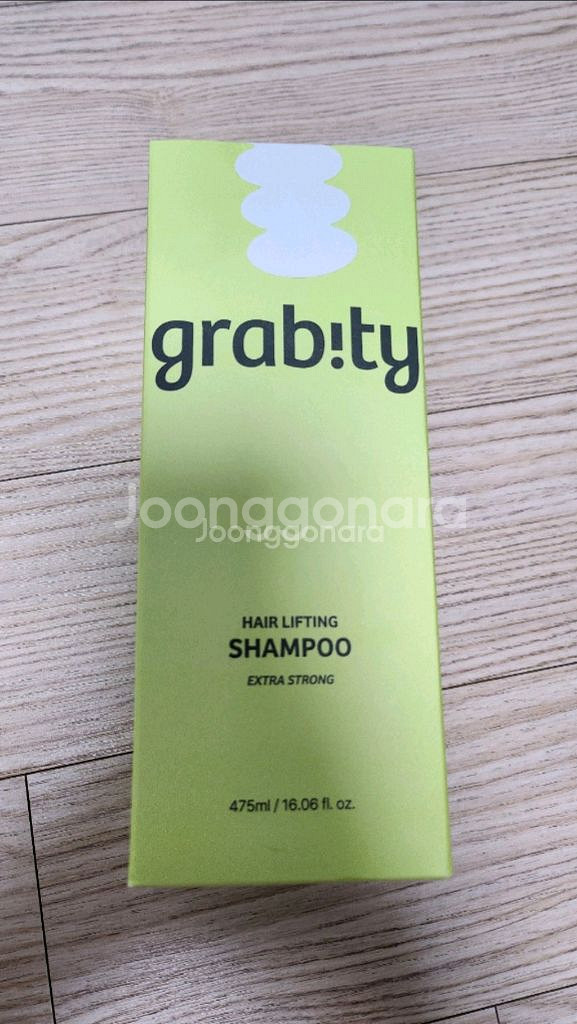 grab!ty
Joonggonara
Joonggonara
HAIR LIFTING
SHAMPOO
EXTRA STRONG
475ml / 16.06 fl. oz.